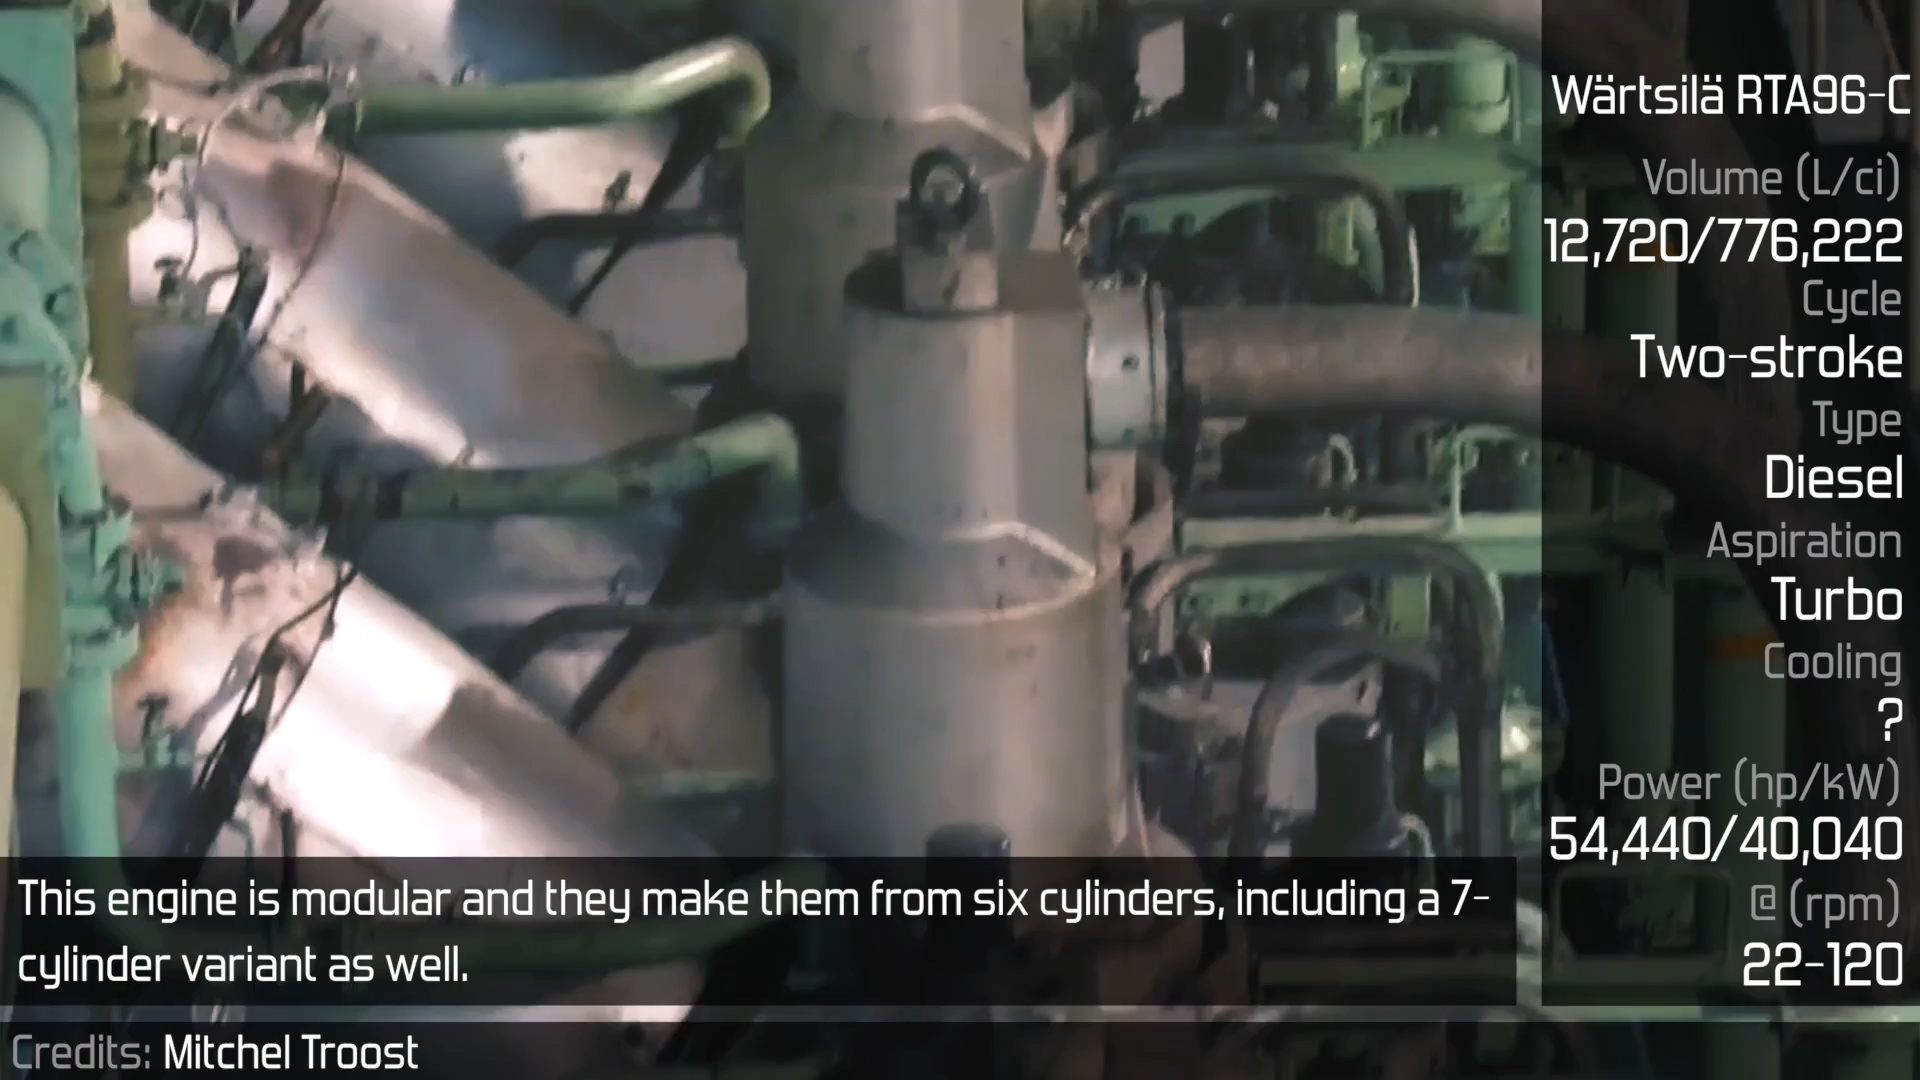 Wärtsilä RTA96-C
Volume (L/ci)
12,720/776,222
Cycle
Two-stroke
Type
Diesel
Aspiration
Turbo
Cooling
?
Power (hp/kW)
54,440/40,040
@ (rpm)
22-120
This engine is modular and they make them from six cylinders, including a 7-
cylinder variant as well.
Credits: Mitchel Troost